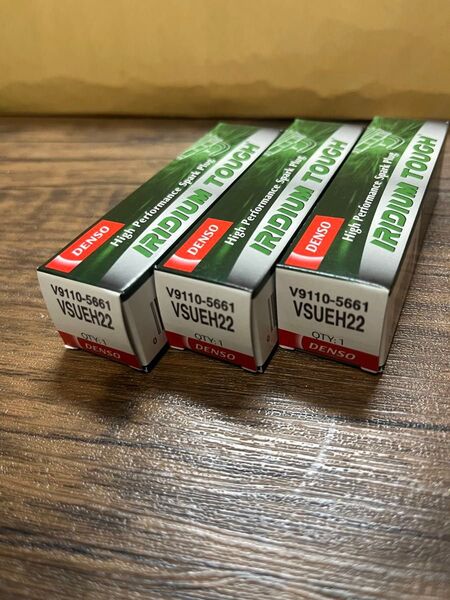 DENSO
High Performance Spark Plug
IRIDIUM TOUGH
V9110-5661
VSUEH22
QTY: 1
DENSO
DENSO
High Performance Spark Plug
IRIDIUM TOUGH
V9110-5661
VSUEH22
QTY: 1
DENSO
DENSO
High Performance Spark Plug
IRIDIUM TOUGH
V9110-5661
VSUEH22
QTY: 1
DENSO